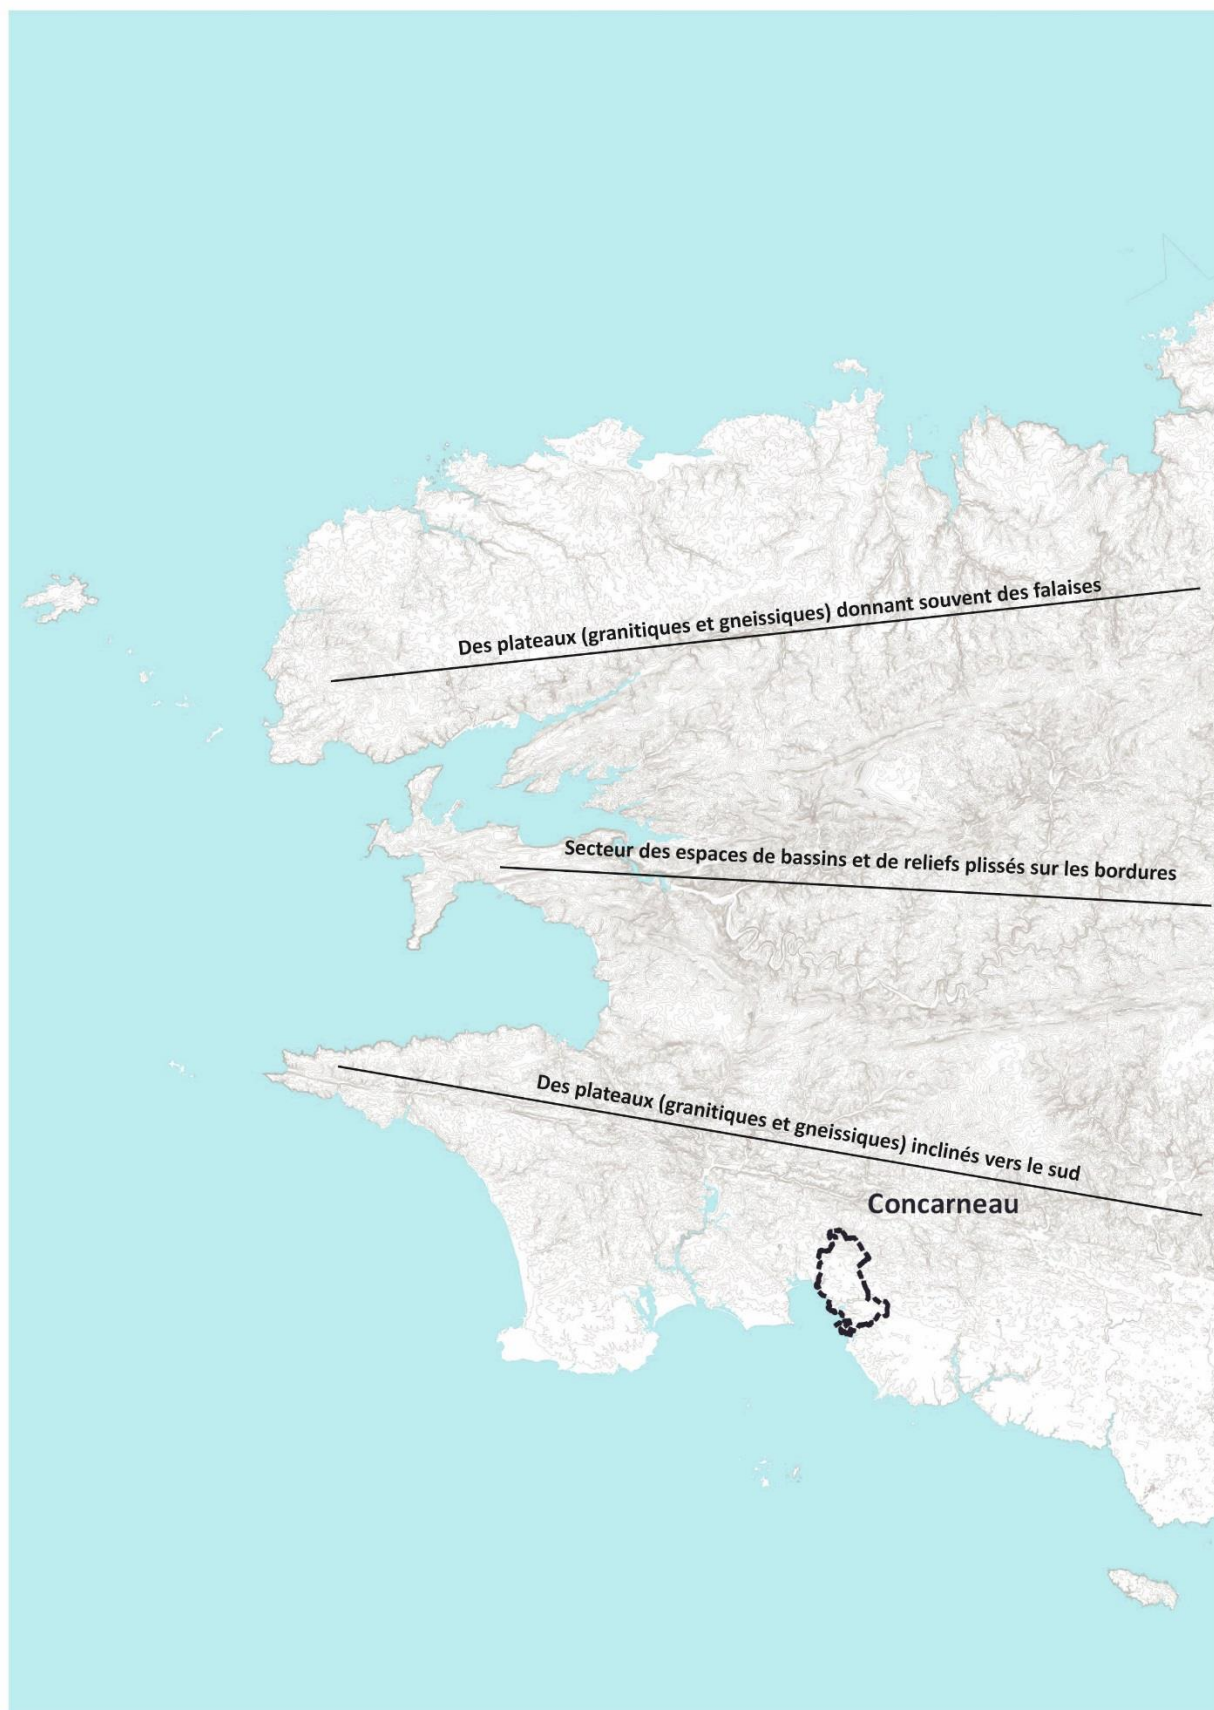 Des plateaux (granitiques et gneissiques) donnant souvent des falaises
Secteur des espaces de bassins et de reliefs plissés sur les bordures
Des plateaux (granitiques et gneissiques) inclinés vers le sud
Concarneau